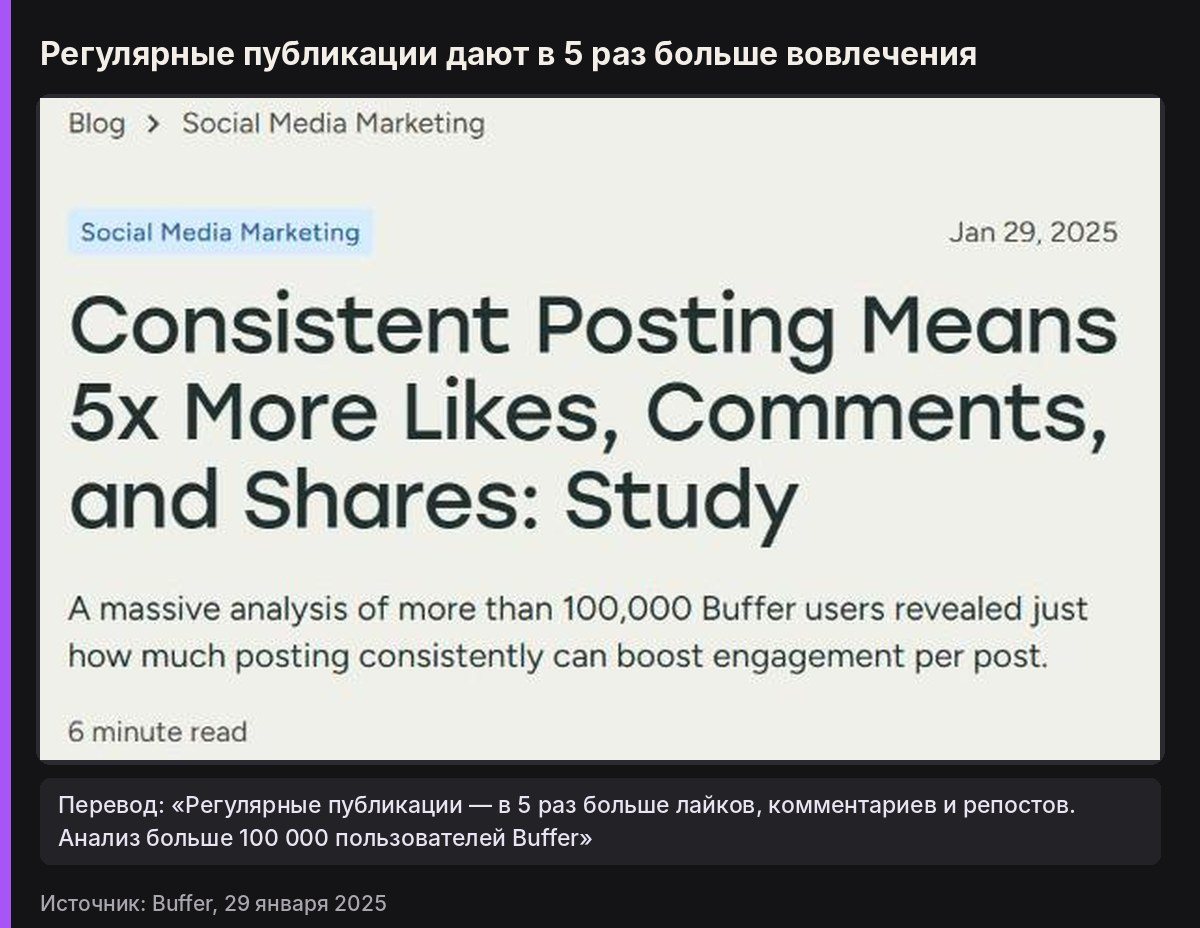 Регулярные публикации дают в 5 раз больше вовлечения
Blog > Social Media Marketing
Social Media Marketing
Jan 29, 2025
Consistent Posting Means
5x More Likes, Comments,
and Shares: Study
A massive analysis of more than 100,000 Buffer users revealed just
how much posting consistently can boost engagement per post.
6 minute read
Перевод: «Регулярные публикации — в 5 раз больше лайков, комментариев и репостов.
Анализ больше 100 000 пользователей Buffer»
Источник: Buffer, 29 января 2025